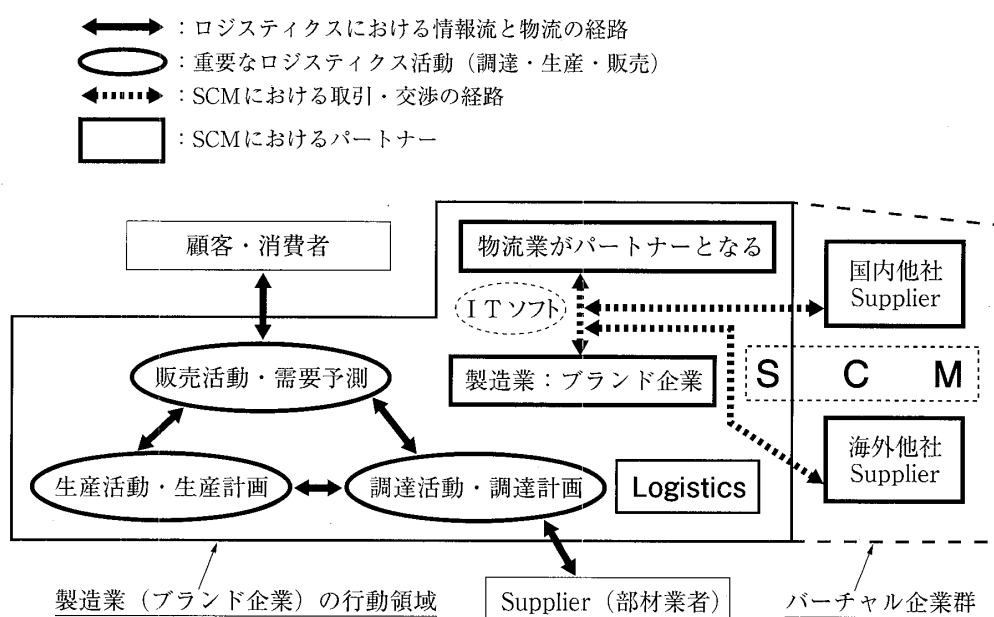 ：ロジスティクスにおける情報流と物流の経路
：重要なロジスティクス活動（調達・生産・販売）
：SCMにおける取引・交渉の経路
：SCMにおけるパートナー
顧客・消費者
物流業がパートナーとなる
国内他社
Supplier
ITソフト
販売活動・需要予測
製造業：ブランド企業
SCM
海外他社
Supplier
生産活動・生産計画
調達活動・調達計画
Logistics
製造業（ブランド企業）の行動領域
Supplier（部材業者）
バーチャル企業群